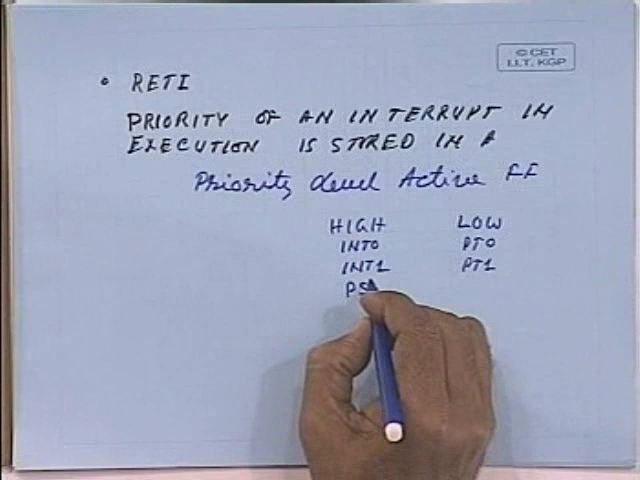 © CET
I.I.T. KGP
• RETI
PRIORITY OF AN INTERRUPT IN
EXECUTION IS STORED IN A
Priority level Active FF
HIGH LOW
INT0 PT0
INT1 PT1
PS